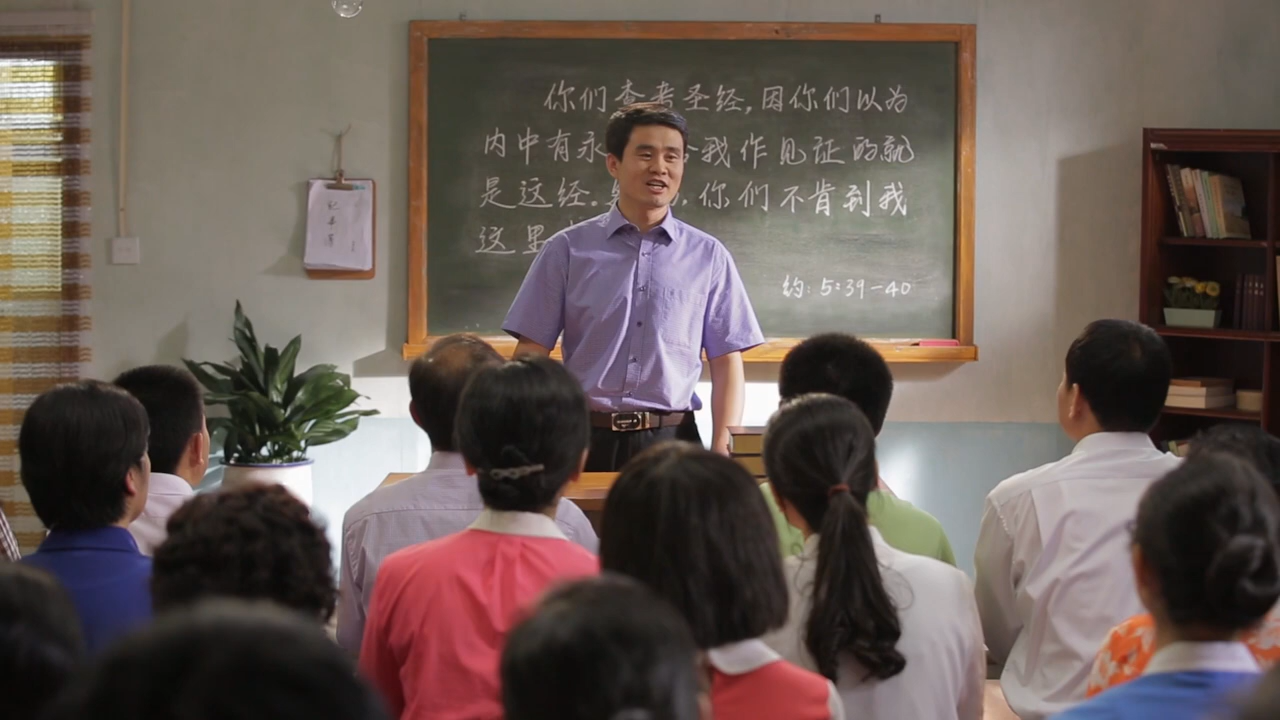 你们查考圣经,因你们以为
内中有永 我作见证的就
是这经。 你们不肯到我
这里
约: 5:39-40